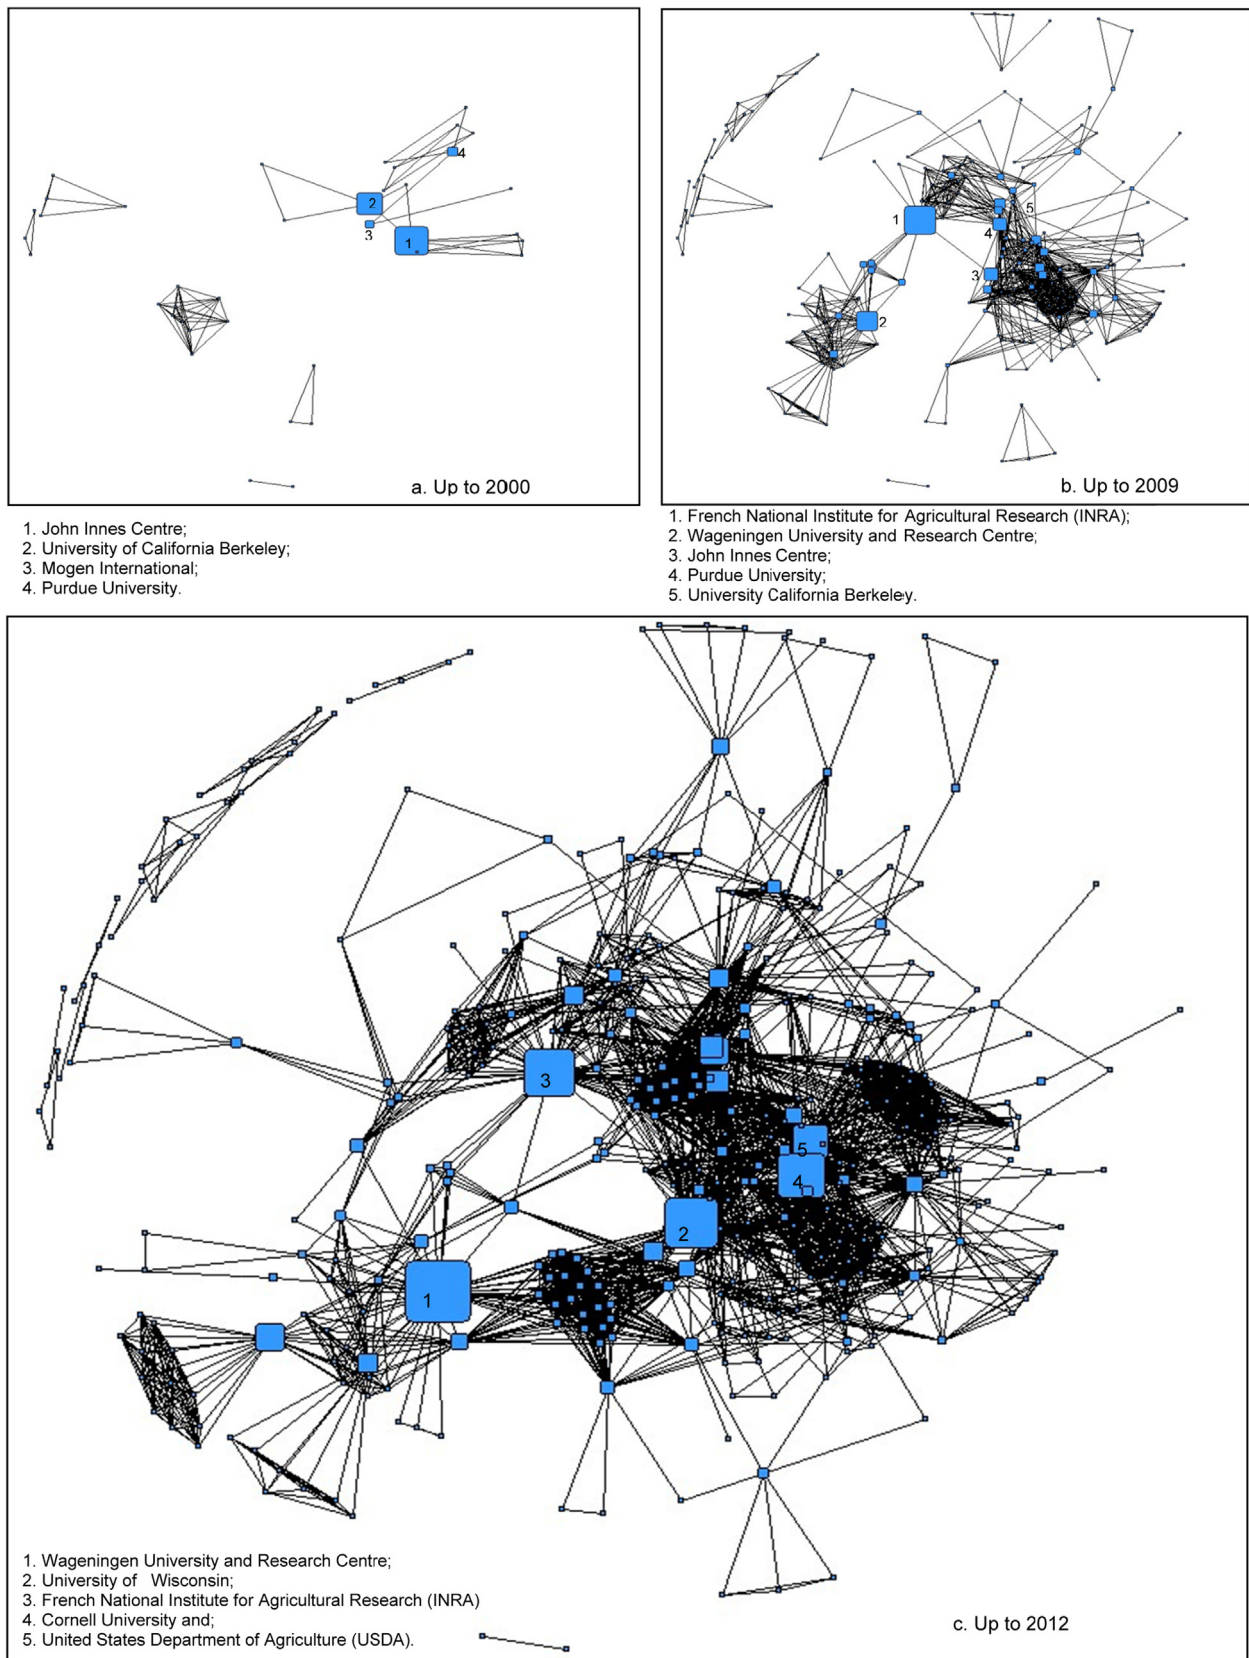 4
2
3
1
a. Up to 2000
1. John Innes Centre;
2. University of California Berkeley;
3. Mogen International;
4. Purdue University.
5
1
4
3
2
b. Up to 2009
1. French National Institute for Agricultural Research (INRA);
2. Wageningen University and Research Centre;
3. John Innes Centre;
4. Purdue University;
5. University California Berkeley.
3
5
4
2
1
1. Wageningen University and Research Centre;
2. University of Wisconsin;
3. French National Institute for Agricultural Research (INRA)
4. Cornell University and;
5. United States Department of Agriculture (USDA).
c. Up to 2012